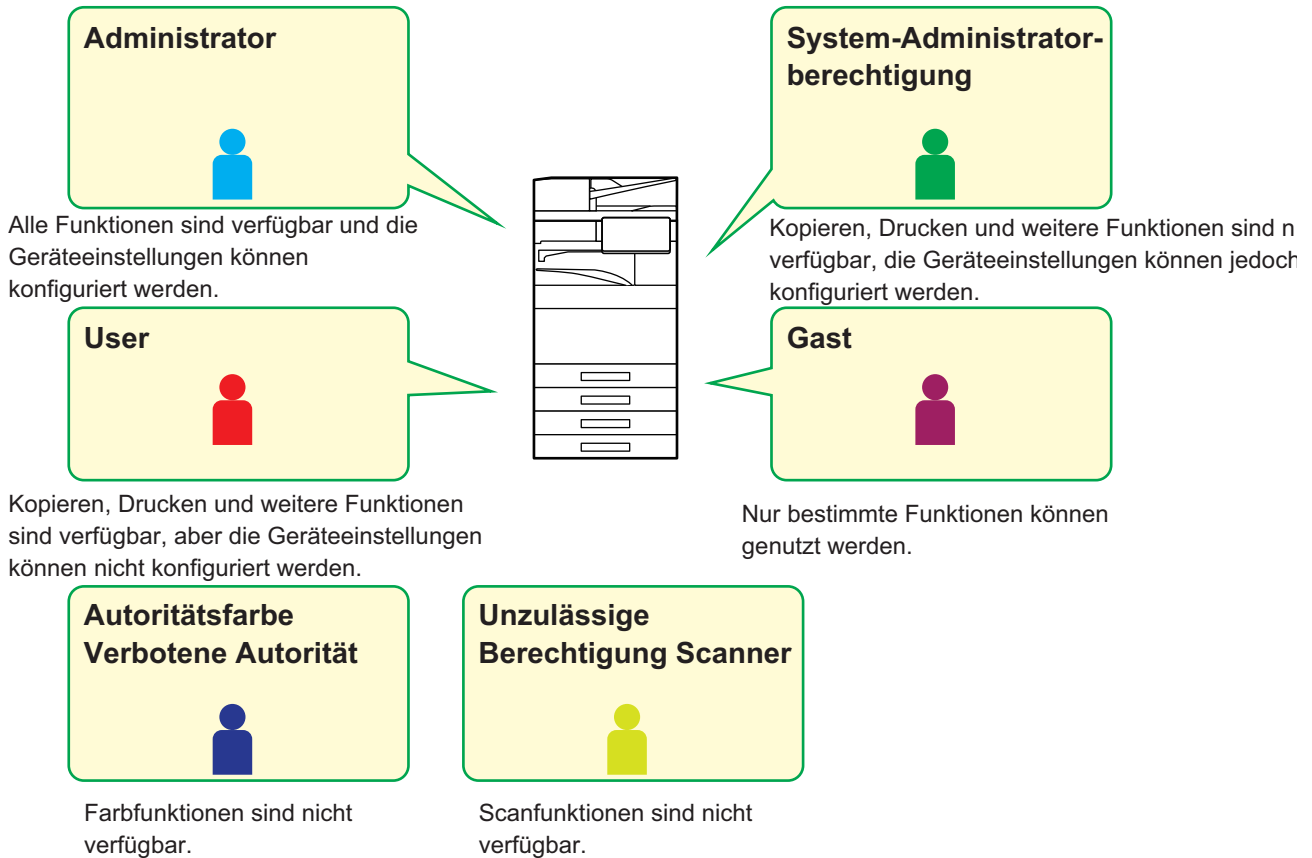 Administrator
Alle Funktionen sind verfügbar und die
Geräteeinstellungen können
konfiguriert werden.
System-Administrator-
berechtigung
Kopieren, Drucken und weitere Funktionen sind n
verfügbar, die Geräteeinstellungen können jedoch
konfiguriert werden.
User
Kopieren, Drucken und weitere Funktionen
sind verfügbar, aber die Geräteeinstellungen
können nicht konfiguriert werden.
Gast
Nur bestimmte Funktionen können
genutzt werden.
Autoritätsfarbe
Verbotene Autorität
Farbfunktionen sind nicht
verfügbar.
Unzulässige
Berechtigung Scanner
Scanfunktionen sind nicht
verfügbar.